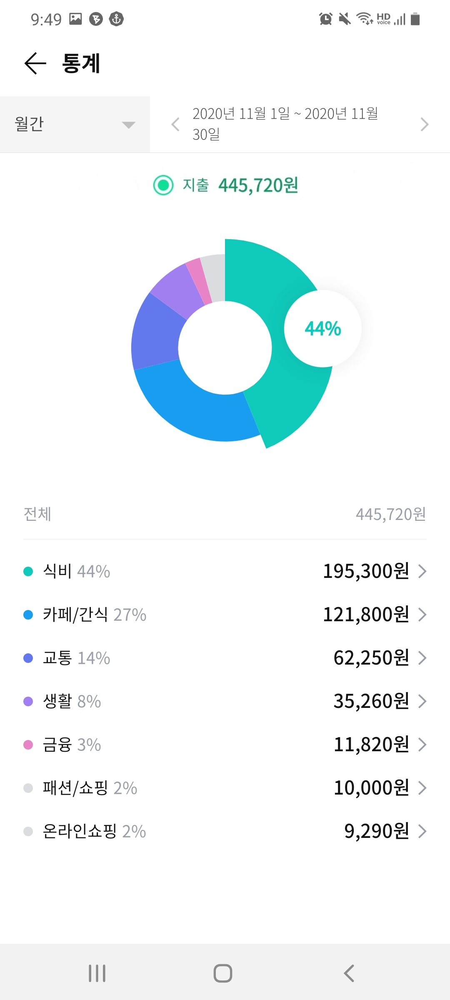 9:49 HD voice
통계
월간
2020년 11월 1일 ~ 2020년 11월
30일
지출 445,720원
44%
전체 445,720원
식비 44% 195,300원
카페/간식 27% 121,800원
교통 14% 62,250원
생활 8% 35,260원
금융 3% 11,820원
패션/쇼핑 2% 10,000원
온라인쇼핑 2% 9,290원